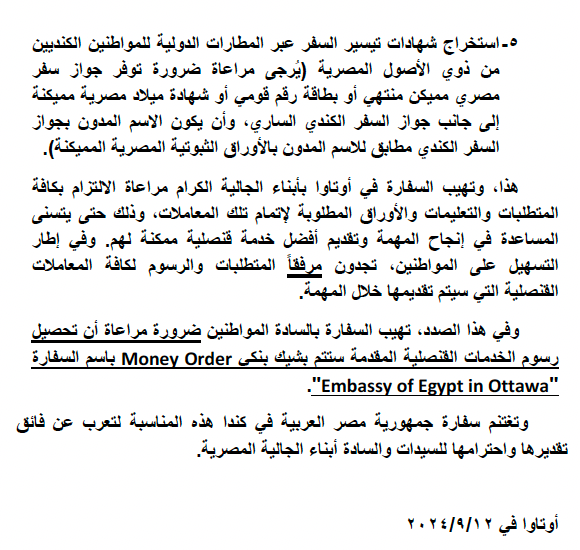 ٥- استخراج شهادات تيسير السفر عبر المطارات الدولية للمواطنين الكنديين
من ذوي الأصول المصرية (يُرجى مراعاة ضرورة توفر جواز سفر
مصري مميكن منتهي أو بطاقة رقم قومي أو شهادة ميلاد مصرية مميكنة
إلى جانب جواز السفر الكندي الساري، وأن يكون الاسم المدون بجواز
السفر الكندي مطابق للاسم المدون بالأوراق الثبوتية المصرية المميكنة).
هذا، وتهيب السفارة في أوتاوا بأبناء الجالية الكرام مراعاة الالتزام بكافة
المتطلبات والتعليمات والأوراق المطلوبة لإتمام تلك المعاملات، وذلك حتى يتسنى
المساعدة في إنجاح المهمة وتقديم أفضل خدمة قنصلية ممكنة لهم. وفي إطار
التسهيل على المواطنين، تجدون مرفقاً المتطلبات والرسوم لكافة المعاملات
القنصلية التي سيتم تقديمها خلال المهمة.
وفي هذا الصدد، تهيب السفارة بالسادة المواطنين ضرورة مراعاة أن تحصيل
رسوم الخدمات القنصلية المقدمة ستتم بشيك بنكي Money Order باسم السفارة
"Embassy of Egypt in Ottawa".
وتغتنم سفارة جمهورية مصر العربية في كندا هذه المناسبة لتعرب عن فائق
تقديرها واحترامها للسيدات والسادة أبناء الجالية المصرية.
أوتاوا في ٢٠٢٤/٩/١٢